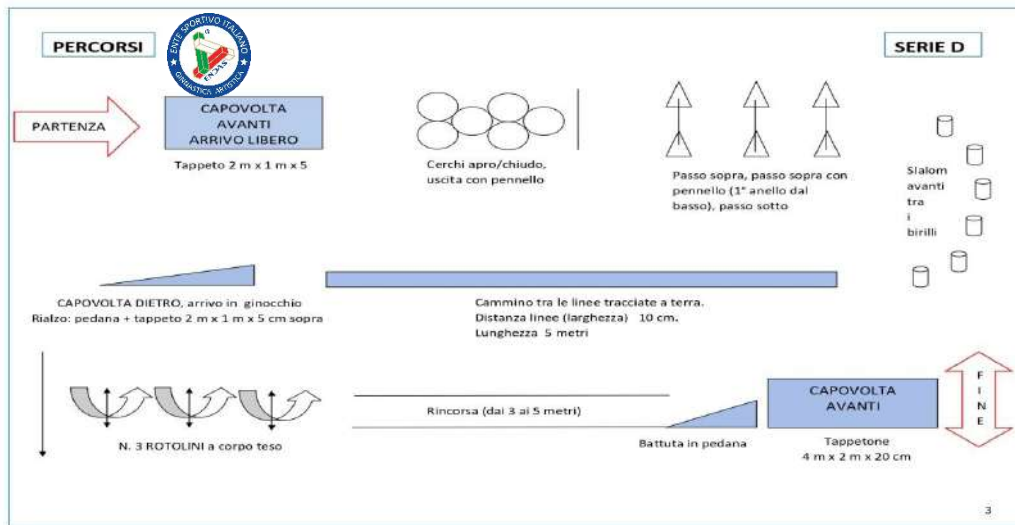 PERCORSI
ENTE SPORTIVO ITALIANO
ENDAS
GINNASTICA ARTISTICA
SERIE D
PARTENZA
CAPOVOLTA
AVANTI
ARRIVO LIBERO
Tappeto 2 m x 1 m x 5
Cerchi apro/chiudo,
uscita con pennello
Passo sopra, passo sopra con
pennello (1° anello dal
basso), passo sotto
Slalom
avanti
tra
i
birilli
CAPOVOLTA DIETRO, arrivo in ginocchio
Rialzo: pedana + tappeto 2 m x 1 m x 5 cm sopra
Cammino tra le linee tracciate a terra.
Distanza linee (larghezza) 10 cm.
Lunghezza 5 metri
N. 3 ROTOLINI a corpo teso
Rincorsa (dai 3 ai 5 metri)
Battuta in pedana
CAPOVOLTA
AVANTI
Tappetone
4 m x 2 m x 20 cm
F
I
N
E
3